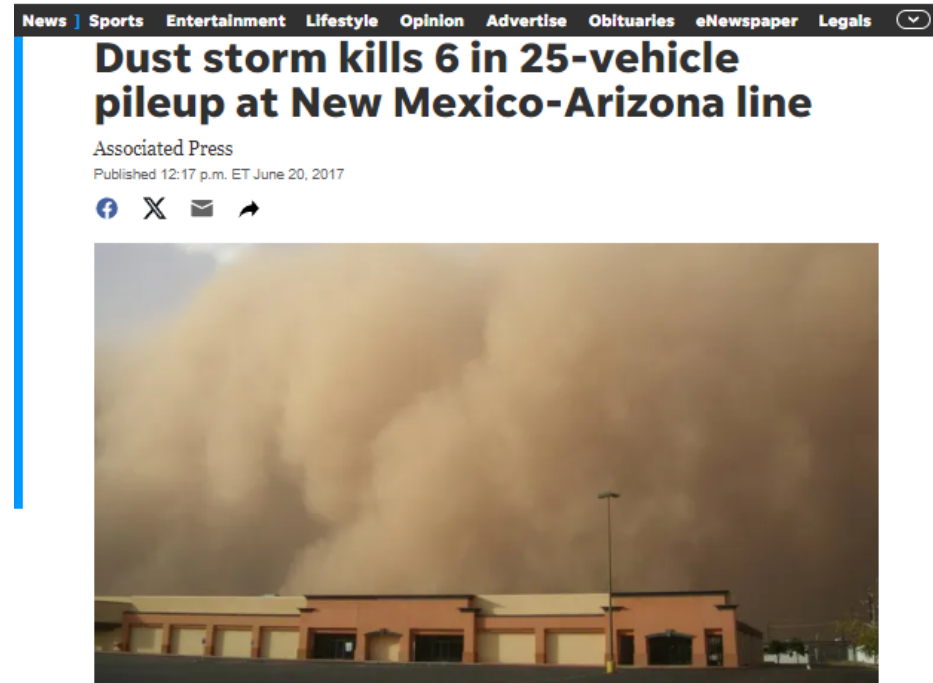 News ] Sports Entertainment Lifestyle Opinion Advertise Obituaries eNewspaper Legals
Dust storm kills 6 in 25-vehicle
pileup at New Mexico-Arizona line
Associated Press
Published 12:17 p.m. ET June 20, 2017